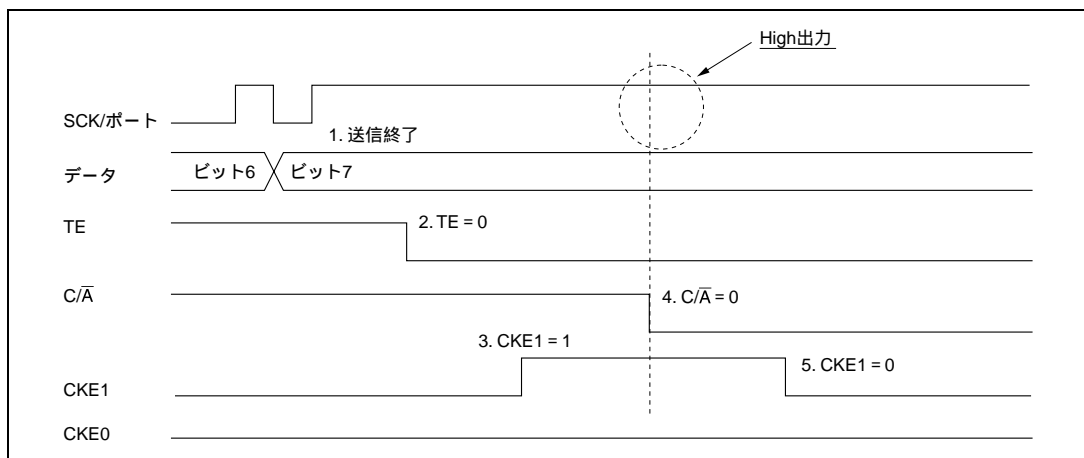 High出力
SCK/ポート
1. 送信終了
データ
ビット6
ビット7
TE
2. TE = 0
C/A̅
4. C/A̅ = 0
3. CKE1 = 1
5. CKE1 = 0
CKE1
CKE0